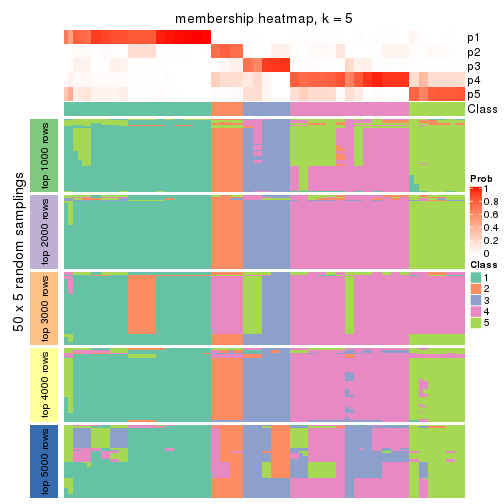 membership heatmap, k = 5
p1
p2
p3
p4
p5
Class
50 x 5 random samplings
top 1000 rows
top 2000 rows
top 3000 rows
top 4000 rows
top 5000 rows
Prob
1
0.8
0.6
0.4
0.2
0
Class
1
2
3
4
5